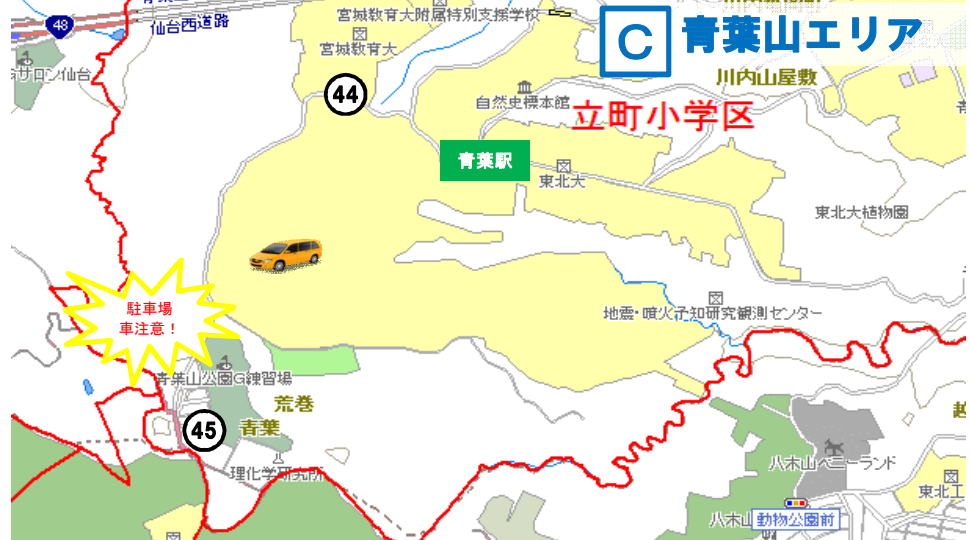 48
仙台西道路
宮城教育大附属特別支援学校
宮城教育大
サロン仙台
C
青葉山エリア
川内山屋敷
44
自然史標本館
立町小学区
青葉駅
東北大
東北大植物園
駐車場
車注意！
地震・噴火予知研究観測センター
青葉山公園G練習場
荒巻
青葉
45
理化学研究所
八木山ベニーランド
越
東北工
八木山
動物公園前